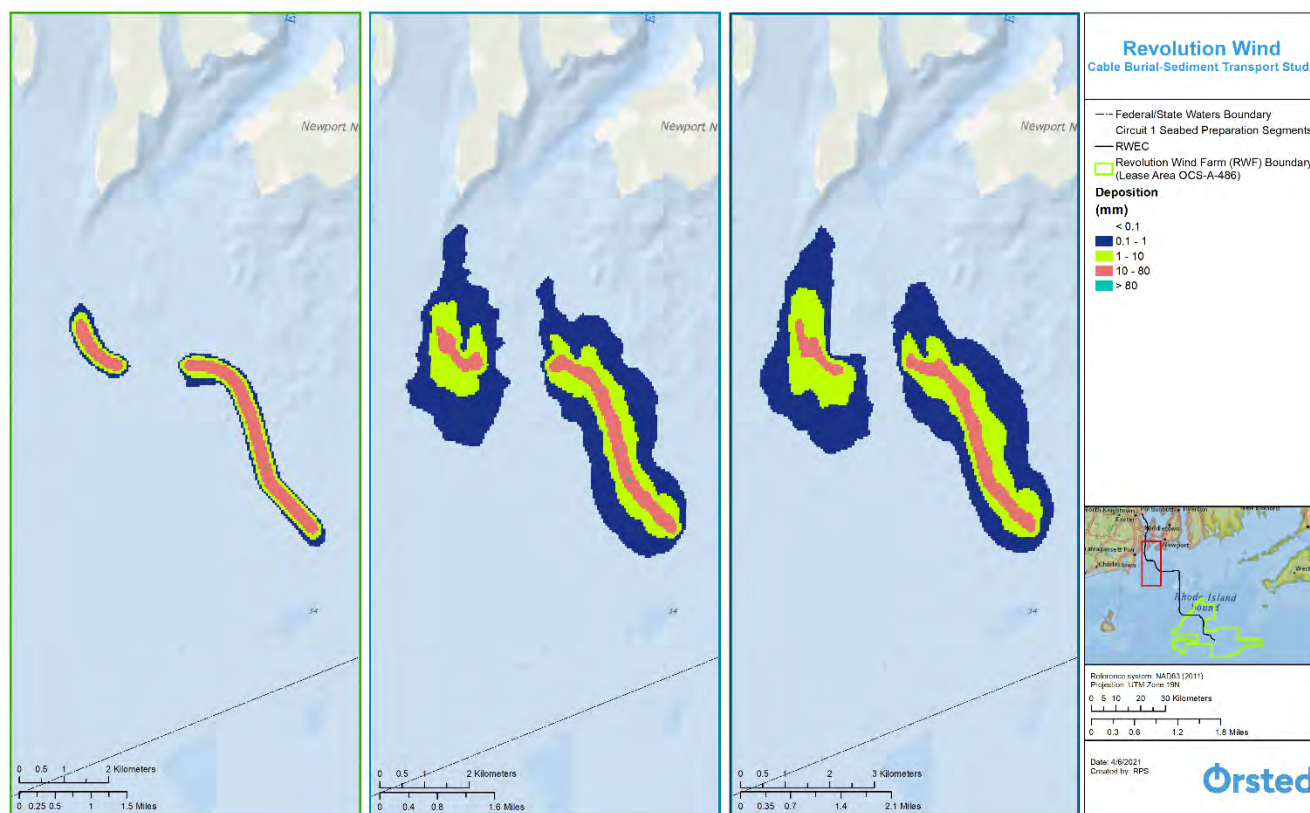 E
Newport N
0 0.5 1 2 Kilometers
0 0.25 0.5 1 1.5 Miles
E
Newport N
34
0 0.5 1 2 Kilometers
0 0.4 0.8 1.6 Miles
E
Newport N
34
0 0.5 1 2 3 Kilometers
0 0.35 0.7 1.4 2.1 Miles
34
Revolution Wind
Cable Burial-Sediment Transport Stud
Federal/State Waters Boundary
Circuit 1 Seabed Preparation Segments
RWEC
Revolution Wind Farm (RWF) Boundary
(Lease Area OCS-A-486)
Deposition
(mm)
< 0.1
0.1 - 1
1 - 10
10 - 80
> 80
Exeter
Middletown
Newport
Charlestown
West
Rhode Island
Sound
Reference system: NAD83 (2011)
Projection: UTM Zone 19N
0 5 10 20 30 Kilometers
0 0.3 0.6 1.2 1.8 Miles
Date: 4/6/2021
Created by: RPS
Ørsted